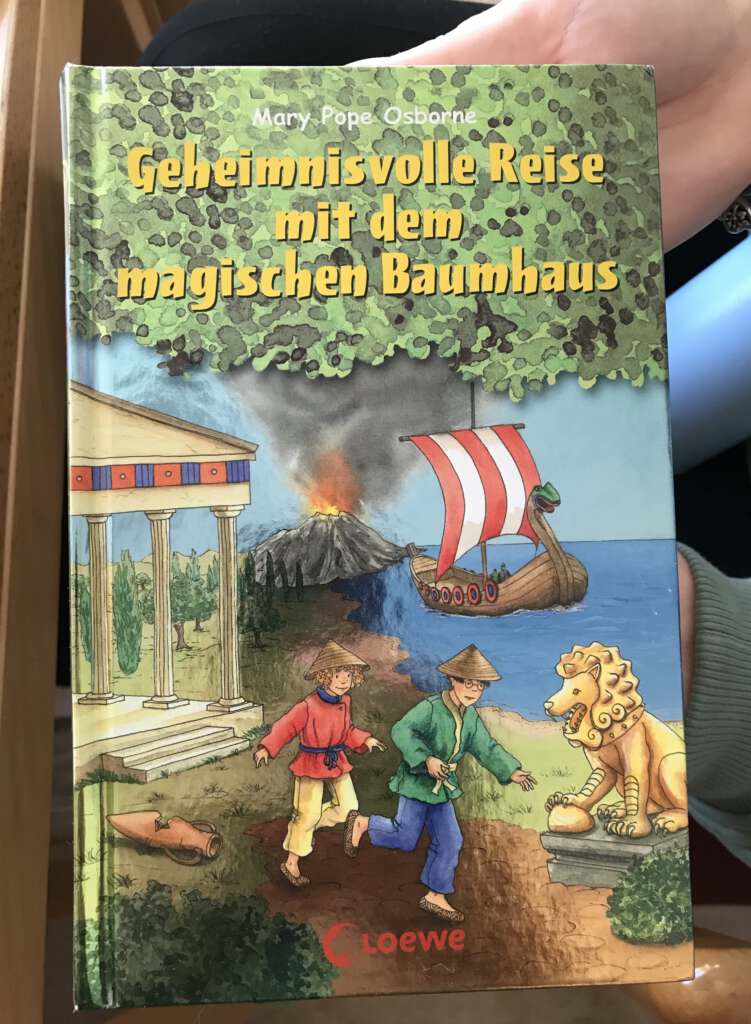 Mary Pope Osborne
Geheimnisvolle Reise
mit dem
magischen Baumhaus
Loewe